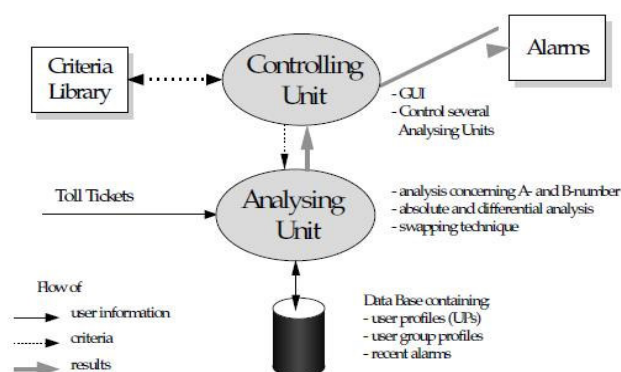 Criteria
Library
Controlling
Unit
Alarms
- GUI
- Control several
Analysing Units
Toll Tickets
Analysing
Unit
- analysis concerning A- and B-number
- absolute and differential analysis
- swapping technique
Flow of
user information
criteria
results
Data Base containing:
- user profiles (UPs)
- user group profiles
- recent alarms